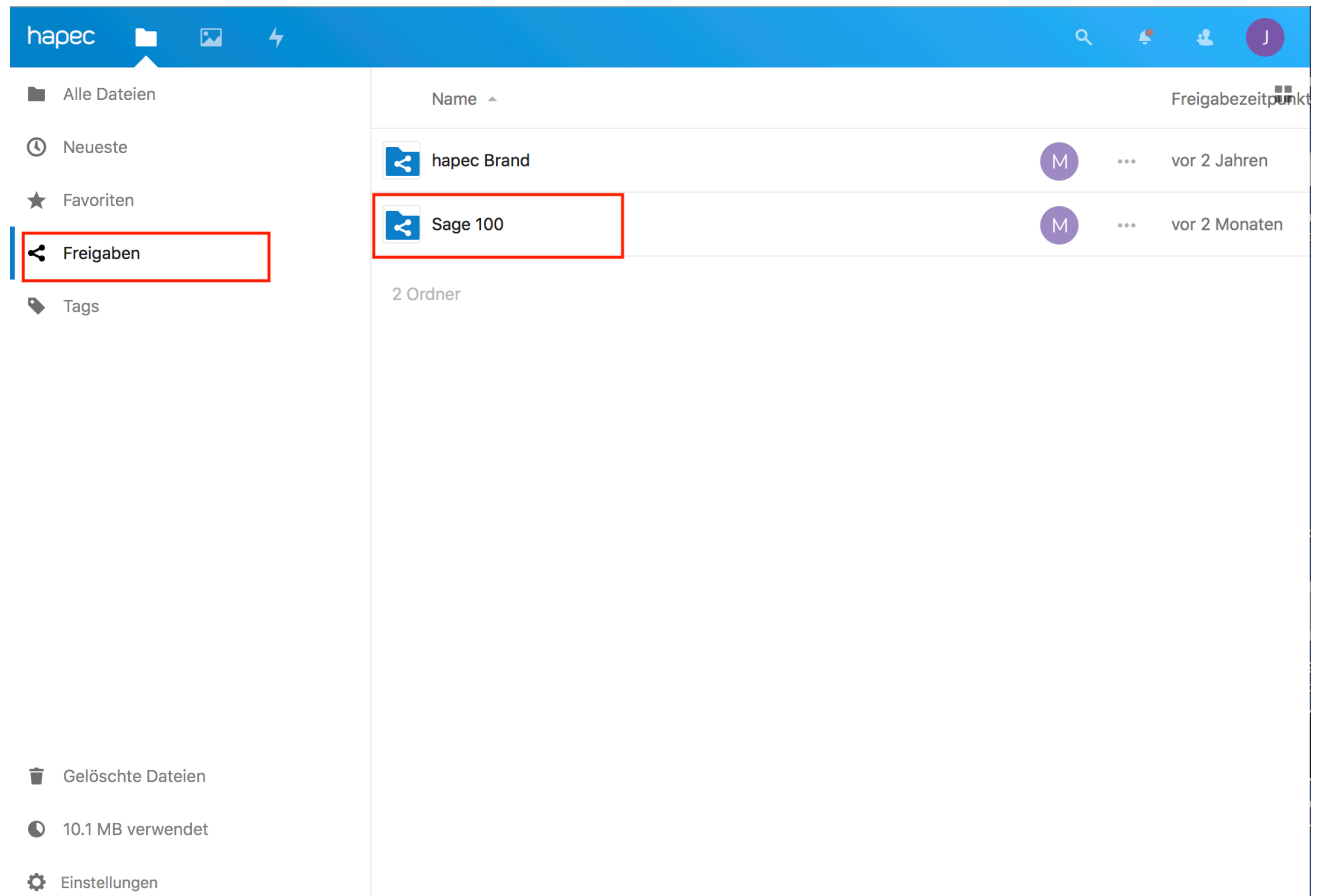 hapec
J
Alle Dateien
Neueste
Favoriten
Freigaben
Tags
Name Freigabezeitpunkt
hapec Brand M ••• vor 2 Jahren
Sage 100 M ••• vor 2 Monaten
2 Ordner
Gelöschte Dateien
10.1 MB verwendet
Einstellungen